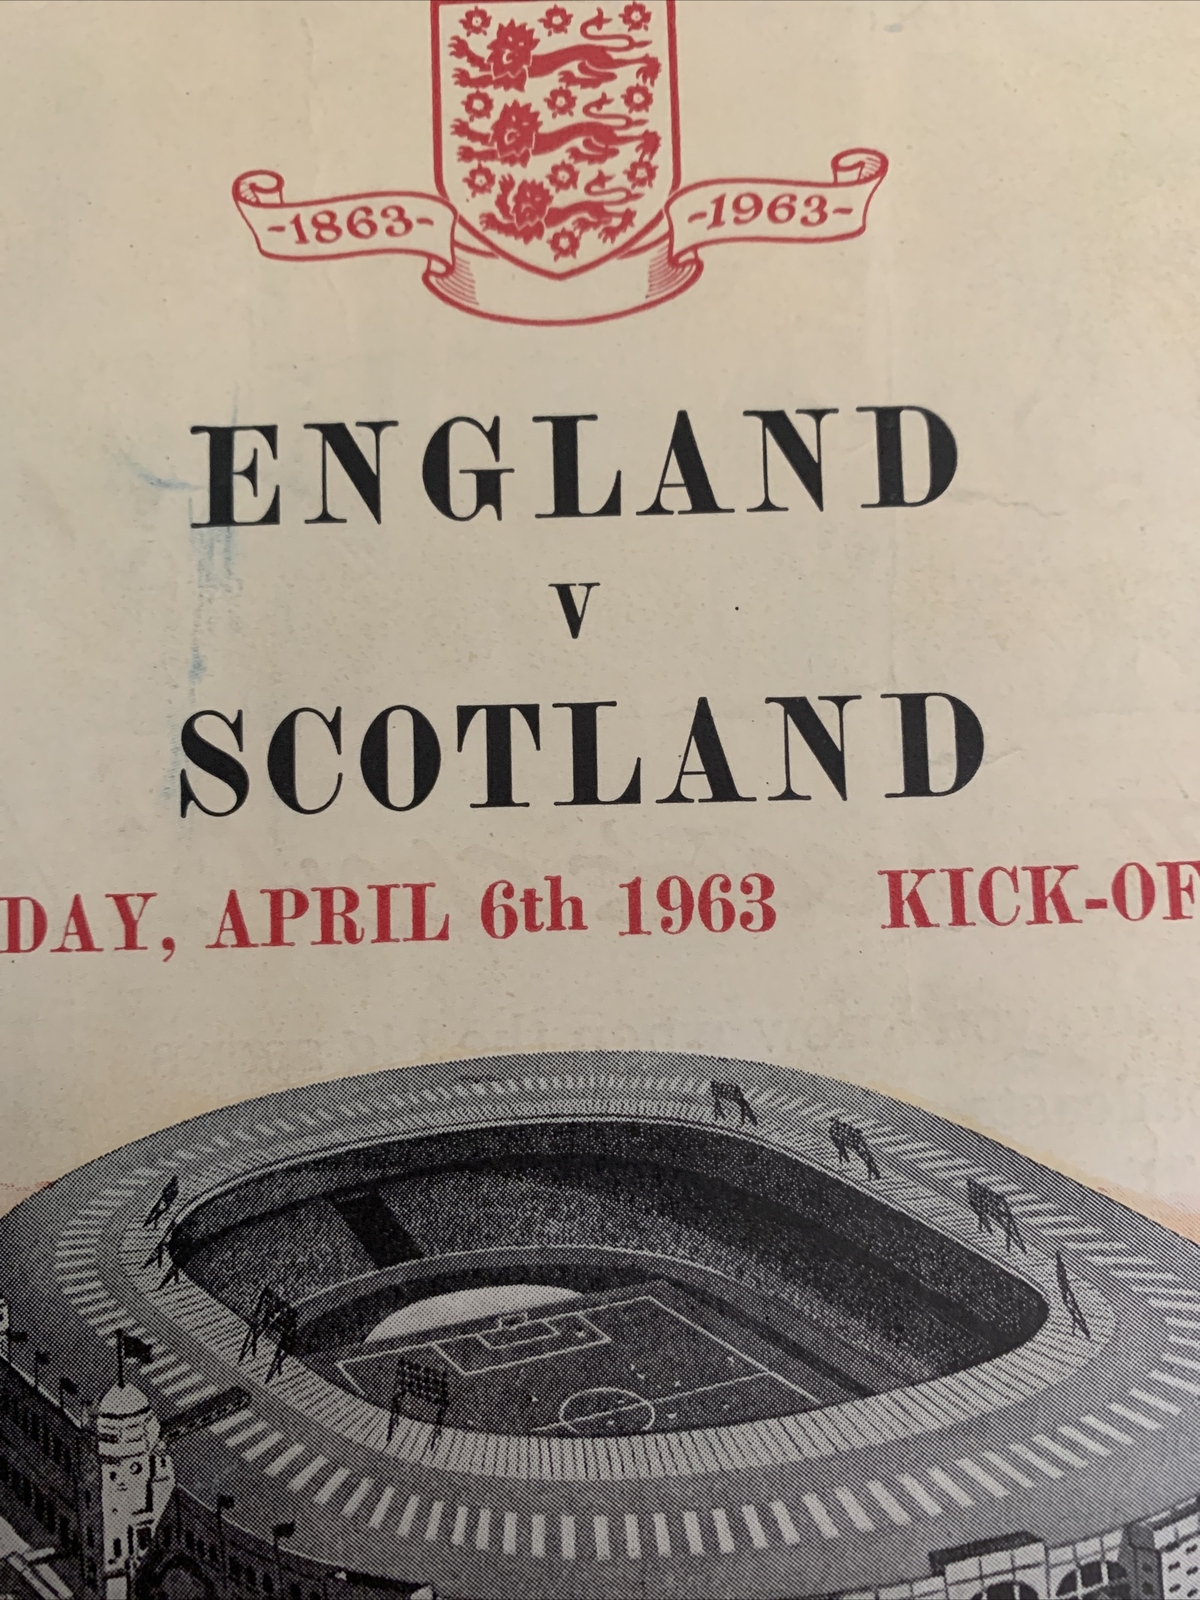 -1863- -1963-
ENGLAND
V
SCOTLAND
DAY, APRIL 6th 1963 KICK-OF